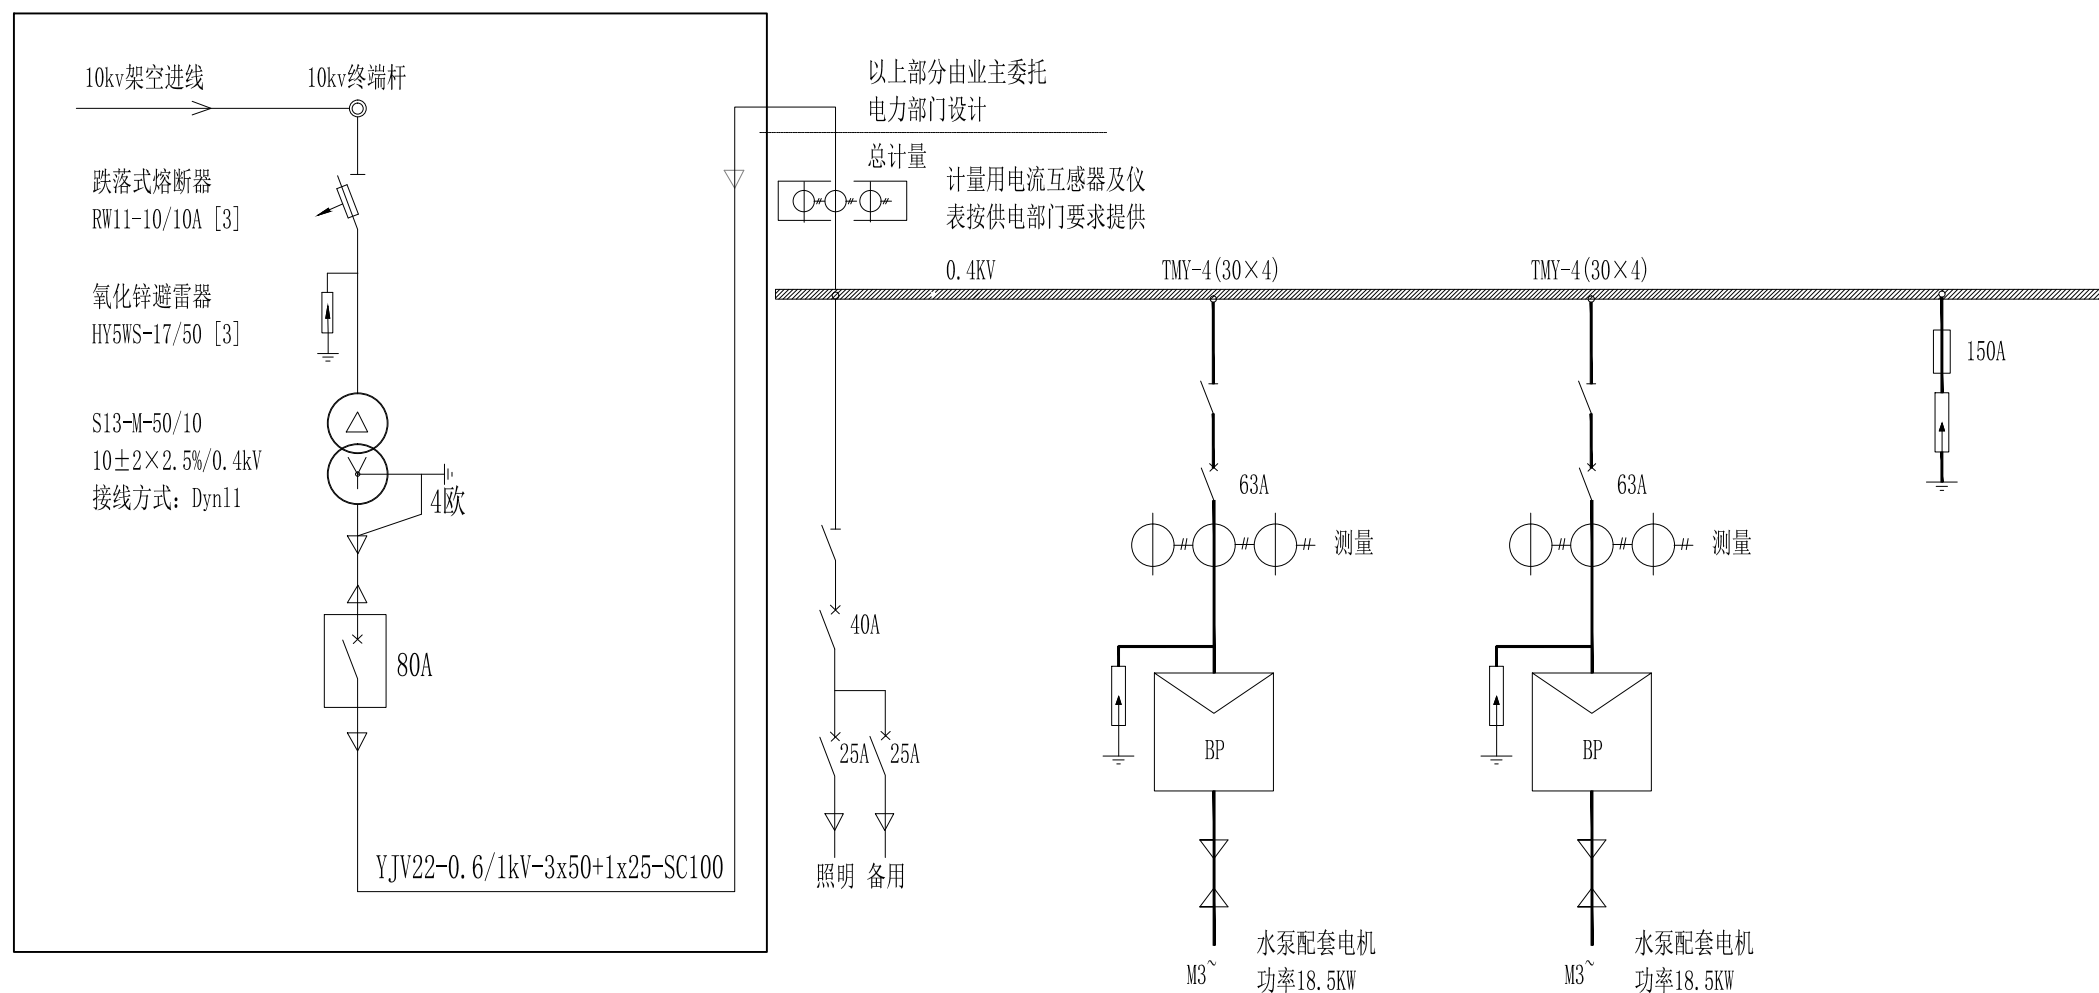 10kv架空进线
10kv终端杆
跌落式熔断器
RW11-10/10A [3]
氧化锌避雷器
HY5WS-17/50 [3]
S13-M-50/10
10±2×2.5%/0.4kV
接线方式: Dyn11
4欧
80A
YJV22-0.6/1kV-3x50+1x25-SC100
以上部分由业主委托
电力部门设计
总计量
计量用电流互感器及仪
表按供电部门要求提供
0.4KV
TMY-4(30×4)
TMY-4(30×4)
150A
40A
25A
25A
照明
备用
63A
测量
BP
M3~
水泵配套电机
功率18.5KW
63A
测量
BP
M3~
水泵配套电机
功率18.5KW